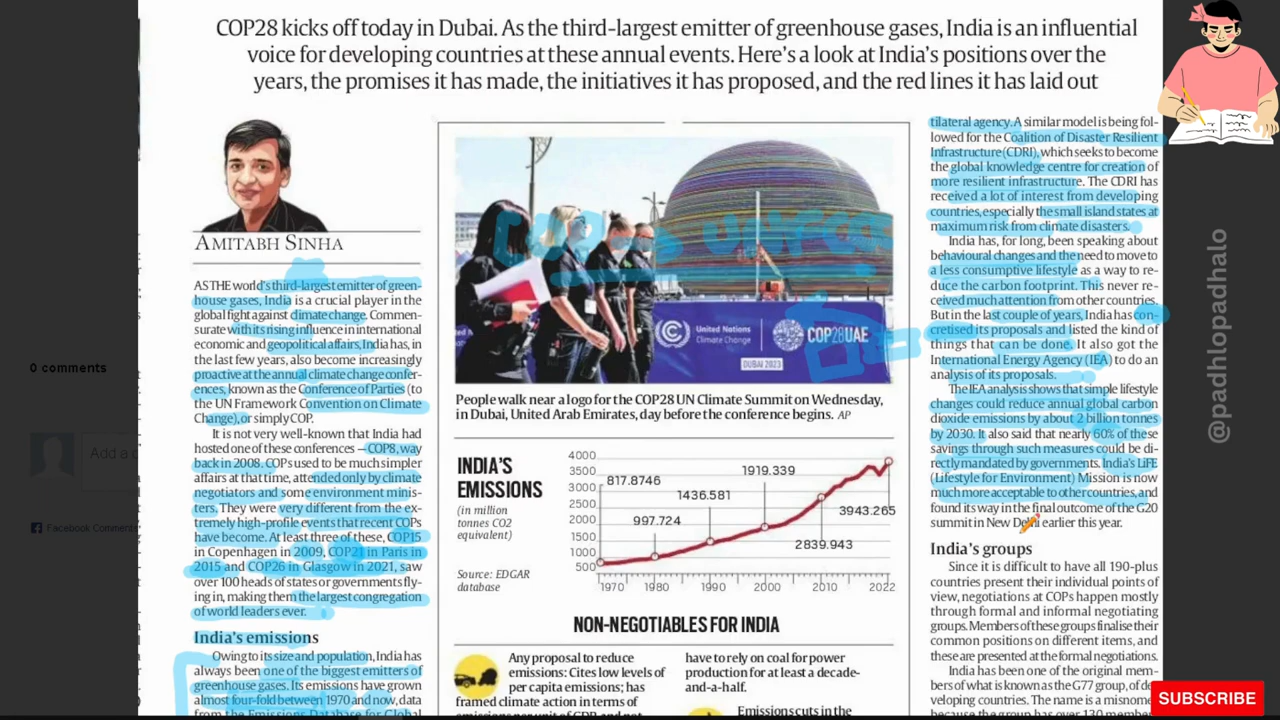 COP28 kicks off today in Dubai. As the third-largest emitter of greenhouse gases, India is an influential
voice for developing countries at these annual events. Here's a look at India's positions over the
years, the promises it has made, the initiatives it has proposed, and the red lines it has laid out
AMITABH SINHA
AS THE world's third-largest emitter of green-
house gases, India is a crucial player in the
global fight against climate change. Commen-
surate with its rising influence in international
economic and geopolitical affairs, India has, in
the last few years, also become increasingly
proactive at the annual climate change confer-
ences, known as the Conference of Parties (to
the UN Framework Convention on Climate
Change), or simply COP.
It is not very well-known that India had
hosted one of these conferences — COP8, way
back in 2008. COPs used to be much simpler
affairs at that time, attended only by climate
negotiators and some environment minis-
ters. They were very different from the ex-
tremely high-profile events that recent COPs
have become. At least three of these, COP15
in Copenhagen in 2009, COP21 in Paris in
2015 and COP26 in Glasgow in 2021, saw
over 100 heads of states or governments fly-
ing in, making them the largest congregation
of world leaders ever.
India's emissions
Owing to its size and population, India has
always been one of the biggest emitters of
greenhouse gases. Its emissions have grown
almost four-fold between 1970 and now, data
from the Emissions Database for Global
United Nations
Climate Change
COP28UAE
DUBAI 2023
People walk near a logo for the COP28 UN Climate Summit on Wednesday,
in Dubai, United Arab Emirates, day before the conference begins. AP
INDIA'S
EMISSIONS
(in million
tonnes CO2
equivalent)
Source: EDGAR
database
4000
3500
3000
2500
2000
1500
1000
500
817.8746
997.724
1436.581
1919.339
2839.943
3943.265
1970
1980
1990
2000
2010
2022
NON-NEGOTIABLES FOR INDIA
Any proposal to reduce
emissions: Cites low levels of
per capita emissions; has
framed climate action in terms of
emissions per unit of GDP and not
have to rely on coal for power
production for at least a decade-
and-a-half.
Emissions cuts in the
tilateral agency. A similar model is being fol-
lowed for the Coalition of Disaster Resilient
Infrastructure (CDRI), which seeks to become
the global knowledge centre for creation of
more resilient infrastructure. The CDRI has
received a lot of interest from developing
countries, especially the small island states at
maximum risk from climate disasters.
India has, for long, been speaking about
behavioural changes and the need to move to
a less consumptive lifestyle as a way to re-
duce the carbon footprint. This never re-
ceived much attention from other countries.
But in the last couple of years, India has con-
cretised its proposals and listed the kind of
things that can be done. It also got the
International Energy Agency (IEA) to do an
analysis of its proposals.
The IEA analysis shows that simple lifestyle
changes could reduce annual global carbon
dioxide emissions by about 2 billion tonnes
by 2030. It also said that nearly 60% of these
savings through such measures could be di-
rectly mandated by governments. India's LiFE
(Lifestyle for Environment) Mission is now
much more acceptable to other countries, and
found its way in the final outcome of the G20
summit in New Delhi earlier this year.
India's groups
Since it is difficult to have all 190-plus
countries present their individual points of
view, negotiations at COPs happen mostly
through formal and informal negotiating
groups. Members of these groups finalise their
common positions on different items, and
these are presented at the formal negotiations.
India has been one of the original mem-
bers of what is known as the G77 group, of de-
veloping countries. The name is a misnomer
because the group has over 130 members
0 comments
Add a c
Facebook Comment
@padhlopadhalo
SUBSCRIBE